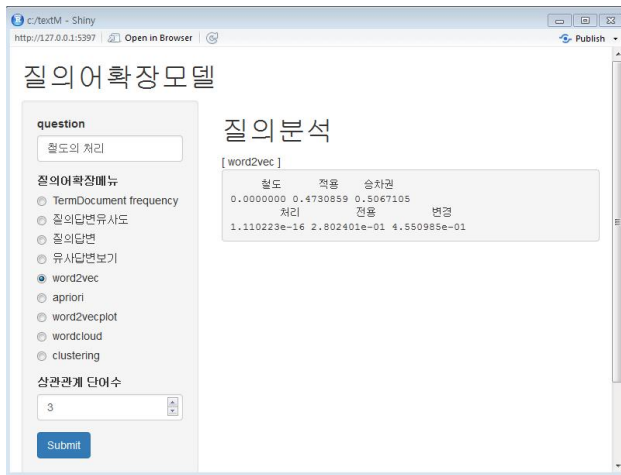 c:/textM - Shiny
http://127.0.0.1:5397 Open in Browser Publish
질의어확장모델
question
철도의 처리
질의어확장메뉴
TermDocument frequency
질의답변유사도
질의답변
유사답변보기
word2vec
apriori
word2vecplot
wordcloud
clustering
상관관계 단어수
3
Submit
질의분석
[ word2vec ]
철도 적용 승차권
0.0000000 0.4730859 0.5067105
처리 전용 변경
1.110223e-16 2.802401e-01 4.550985e-01